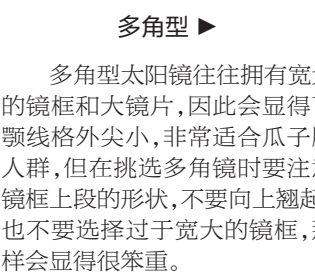 多角型 ▶
多角型太阳镜往往拥有宽
的镜框和大镜片,因此会显得
颚线格外尖小,非常适合瓜子
人群,但在挑选多角镜时要注
镜框上段的形状,不要向上翘起
也不要选择过于宽大的镜框,
样会显得很笨重。